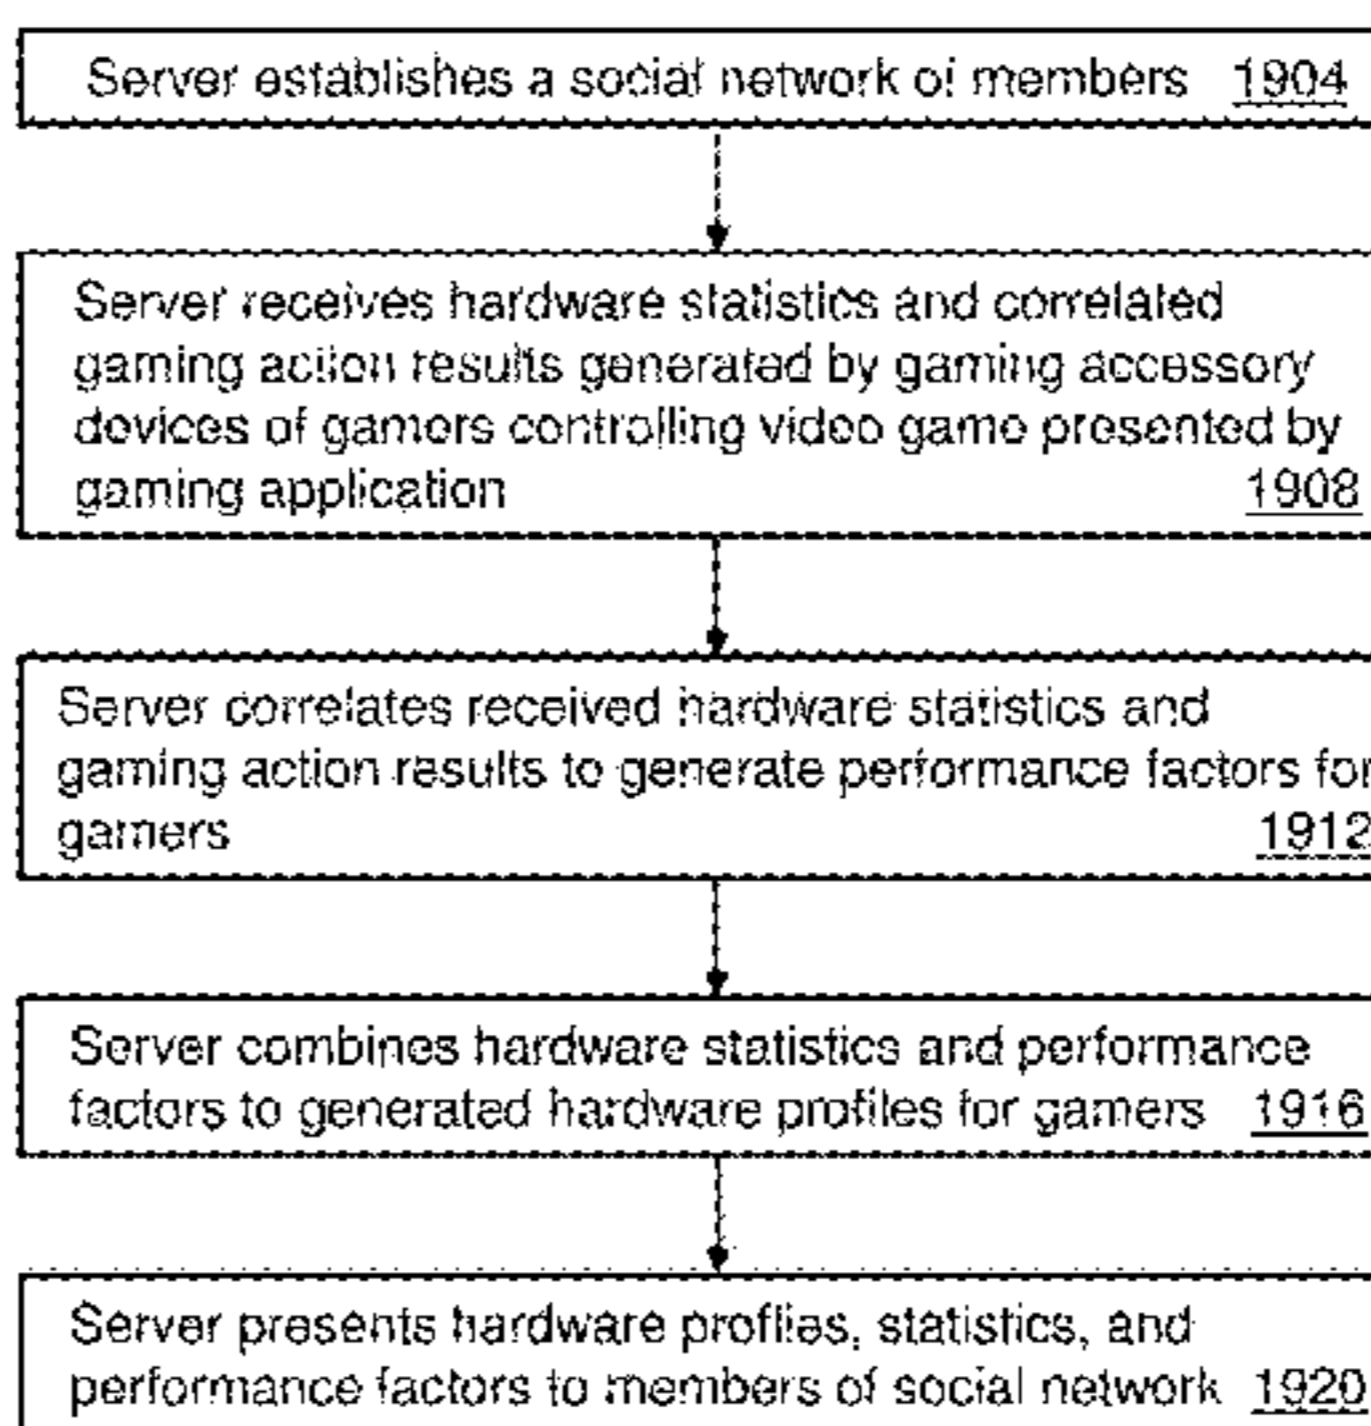 Server establishes a social network of members 1904
Server receives hardware statistics and correlated
gaming action results generated by gaming accessory
devices of gamers controlling video game presented by
gaming application 1908
Server correlates received hardware statistics and
gaming action results to generate performance factors for
gamers 1912
Server combines hardware statistics and performance
factors to generated hardware profiles for gamers 1916
Server presents hardware profiles, statistics, and
performance factors to members of social network 1920